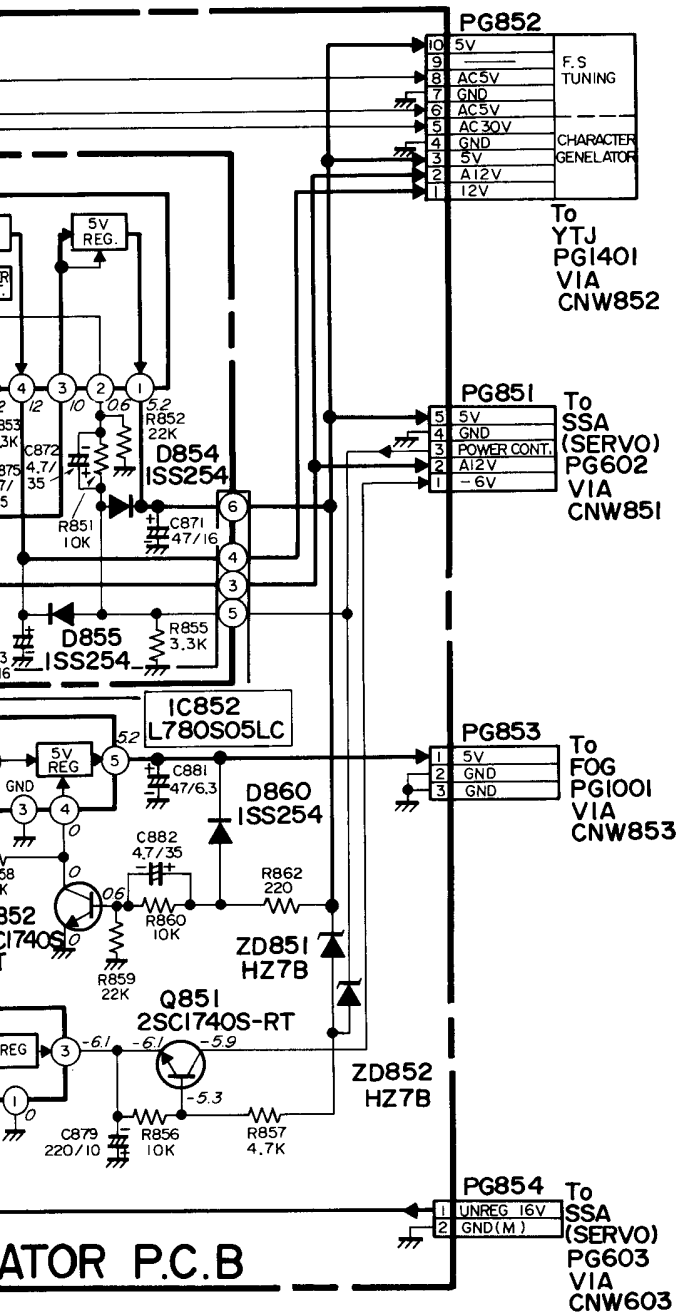 PG852
10 5V
9
8 AC5V
7 GND
6 AC5V
5 AC30V
4 GND
3 5V
2 A12V
1 12V
F.S
TUNING
CHARACTER
GENELATOR
To
YTJ
PG1401
VIA
CNW852
5V
REG.
4
3
2
1
12
10
0.6
5.2
R852
22K
C872
4.7/
35
D854
ISS254
R851
10K
C871
47/16
6
4
3
5
D855
ISS254
R855
3.3K
PG851
5 5V
4 GND
3 POWER CONT.
2 A12V
1 -6V
To
SSA
(SERVO)
PG602
VIA
CNW851
IC852
L780S05LC
5V
REG
5
5.2
GND
3
4
0
C881
47/6.3
D860
ISS254
PG853
1 5V
2 GND
3 GND
To
FOG
PG1001
VIA
CNW853
C882
4.7/35
R862
220
0
0.6
0
R860
10K
R859
22K
ZD851
HZ7B
Q851
2SC1740S-RT
REG
3
-6.1
-6.1
-5.9
-5.3
1
0
ZD852
HZ7B
C879
220/10
R856
10K
R857
4.7K
PG854
1 UNREG 16V
2 GND(M)
To
SSA
(SERVO)
PG603
VIA
CNW603
ATOR P.C.B